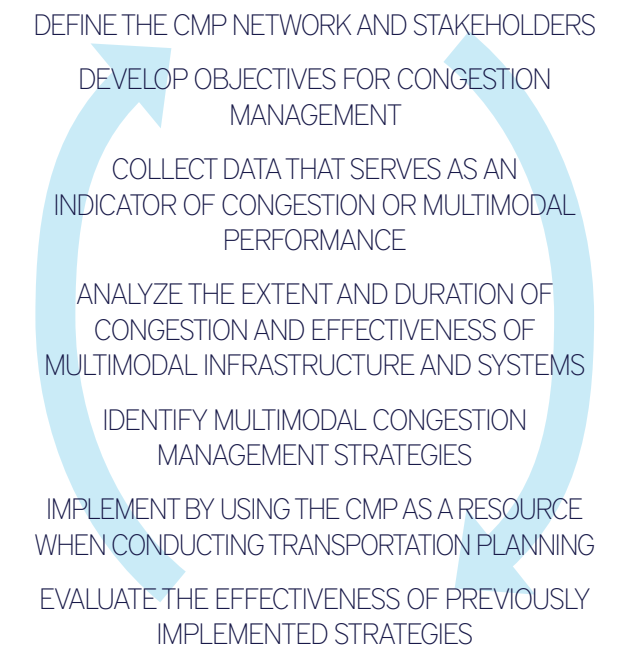 DEFINE THE CMP NETWORK AND STAKEHOLDERS
DEVELOP OBJECTIVES FOR CONGESTION
MANAGEMENT
COLLECT DATA THAT SERVES AS AN
INDICATOR OF CONGESTION OR MULTIMODAL
PERFORMANCE
ANALYZE THE EXTENT AND DURATION OF
CONGESTION AND EFFECTIVENESS OF
MULTIMODAL INFRASTRUCTURE AND SYSTEMS
IDENTIFY MULTIMODAL CONGESTION
MANAGEMENT STRATEGIES
IMPLEMENT BY USING THE CMP AS A RESOURCE
WHEN CONDUCTING TRANSPORTATION PLANNING
EVALUATE THE EFFECTIVENESS OF PREVIOUSLY
IMPLEMENTED STRATEGIES